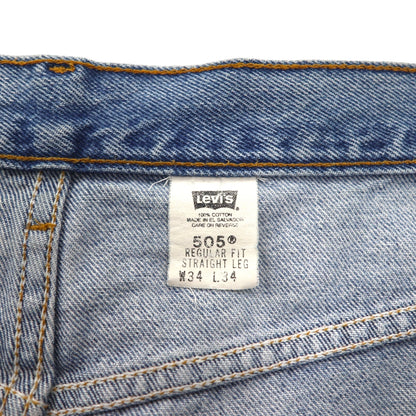 Levi's®
100% COTTON
MADE IN EL SALVADOR
CARE ON REVERSE
505®
REGULAR FIT
STRAIGHT LEG
W34 L34